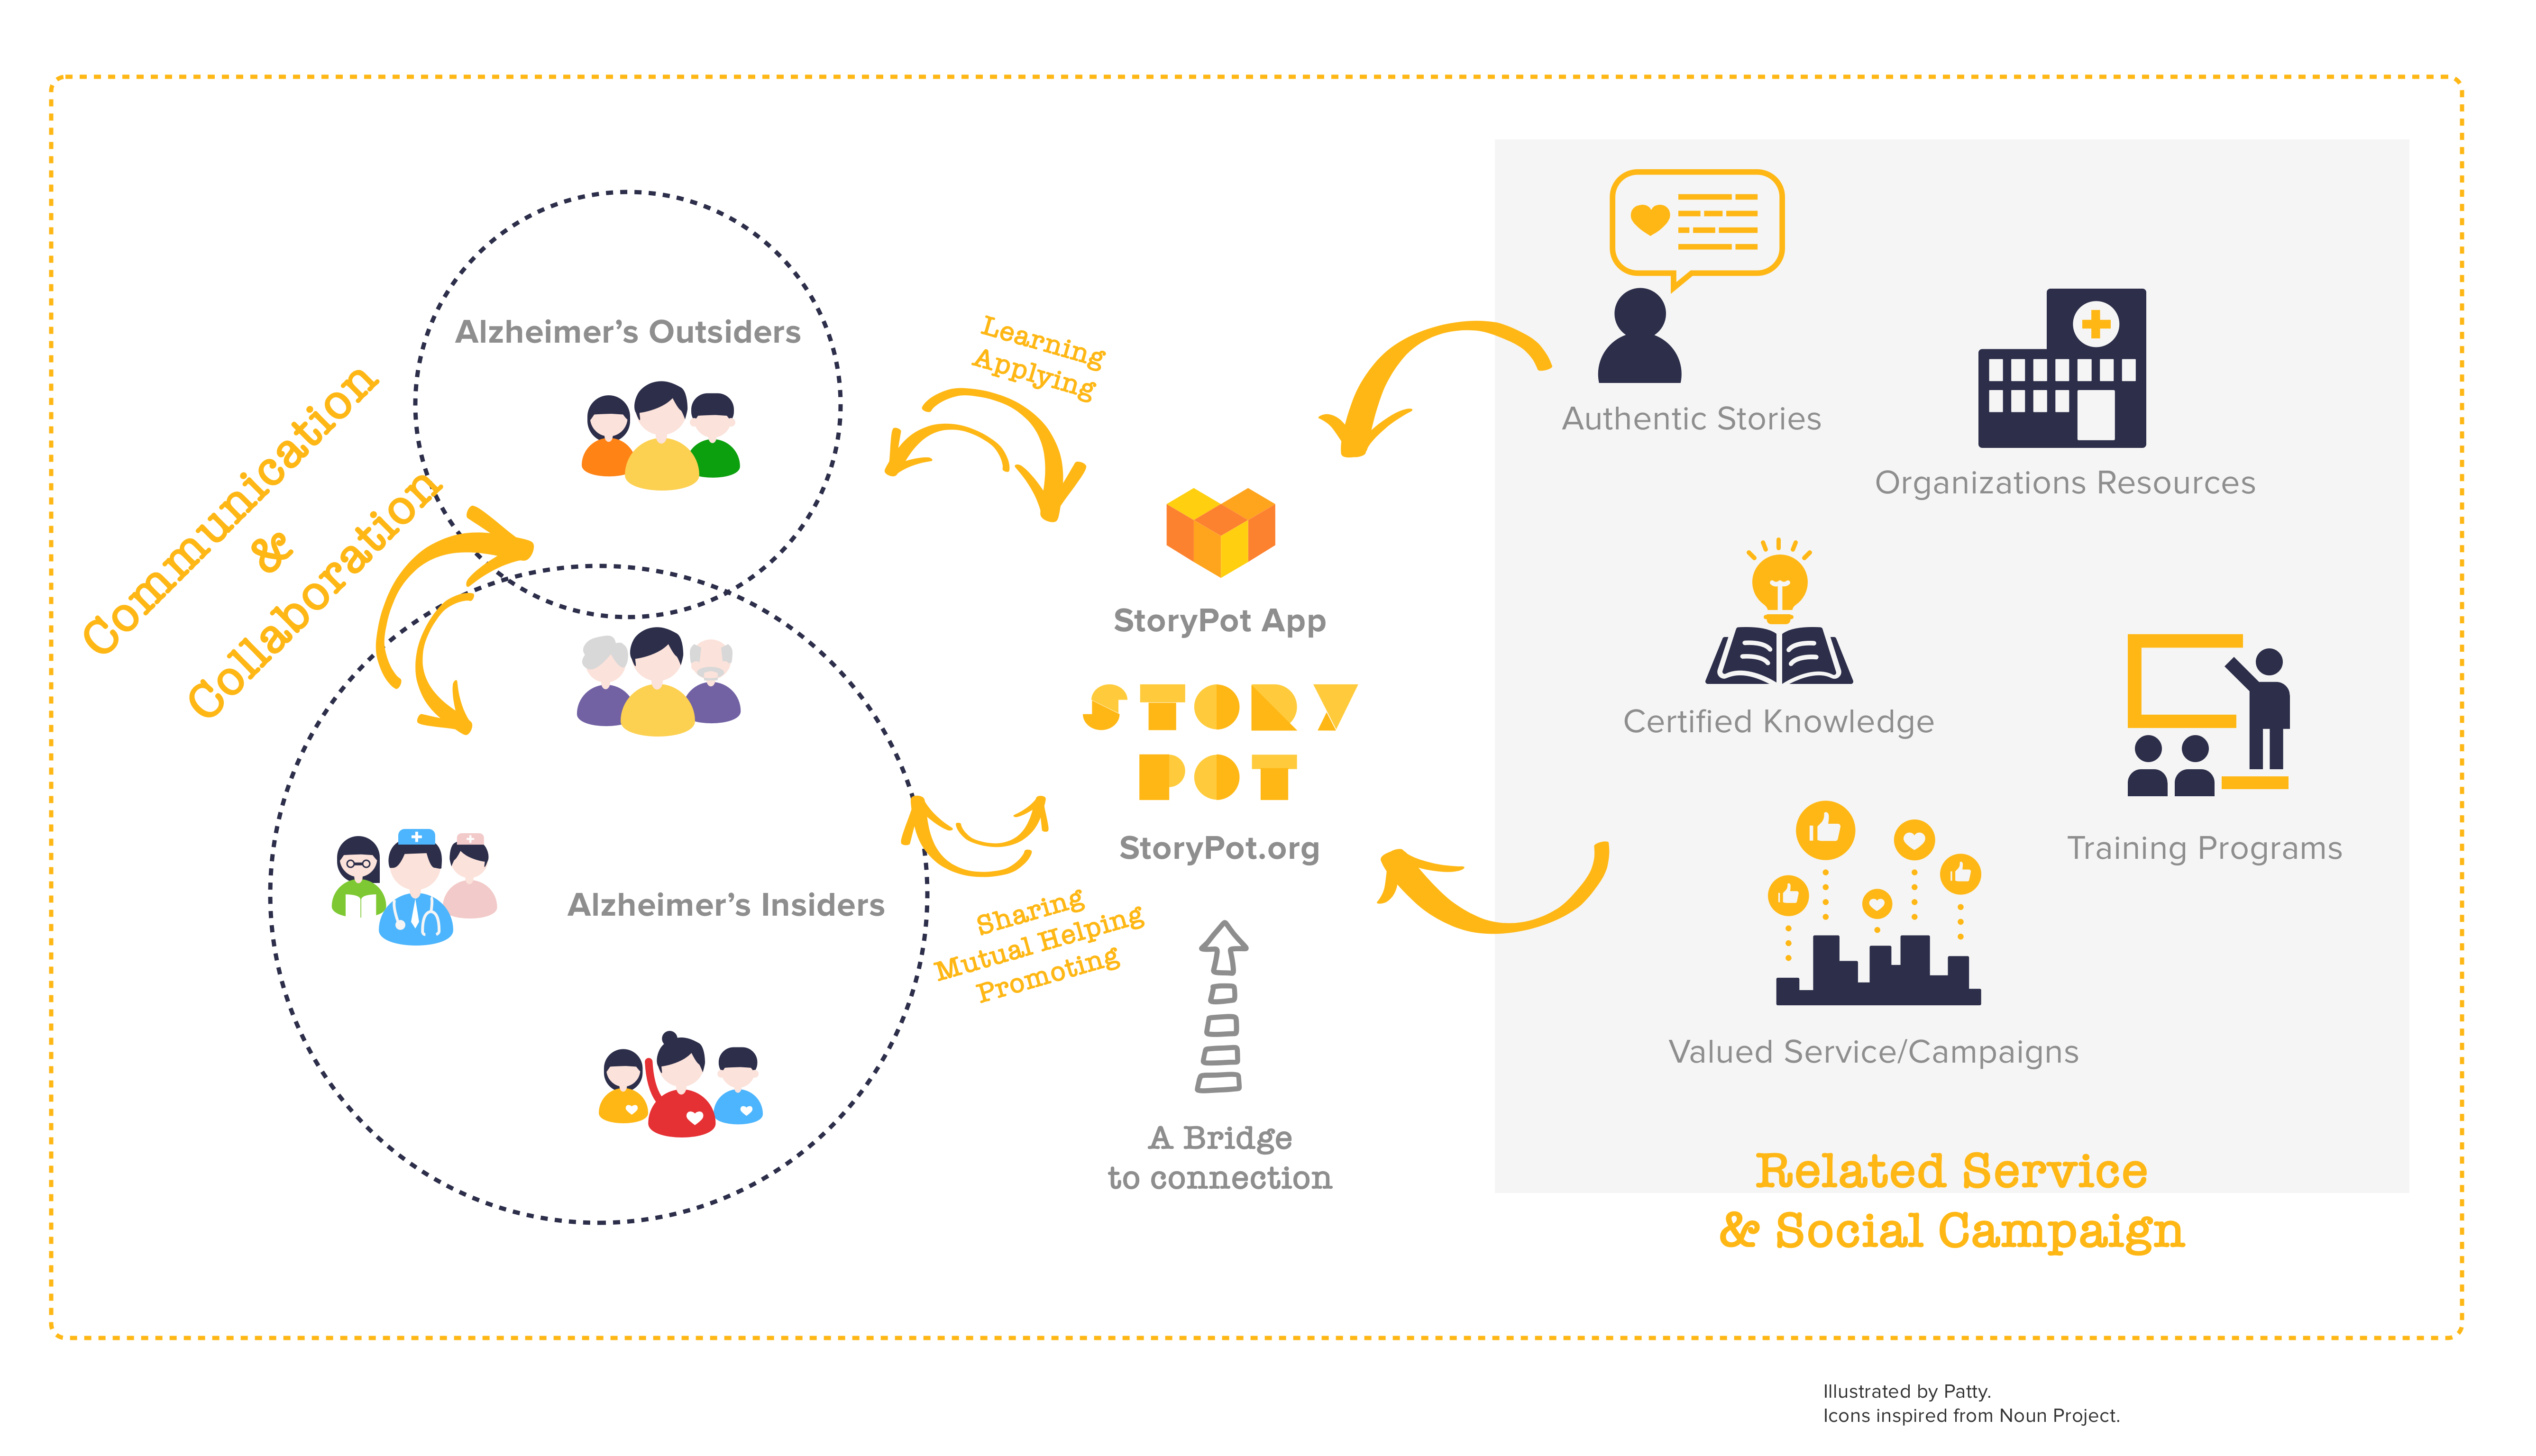 Communication
&
Collaboration
Alzheimer’s Outsiders
Alzheimer’s Insiders
Learning
Applying
Sharing
Mutual Helping
Promoting
StoryPot App
STORY
POT
StoryPot.org
A Bridge
to connection
Authentic Stories
Organizations Resources
Certified Knowledge
Training Programs
Valued Service/Campaigns
Related Service
& Social Campaign
Illustrated by Patty.
Icons inspired from Noun Project.